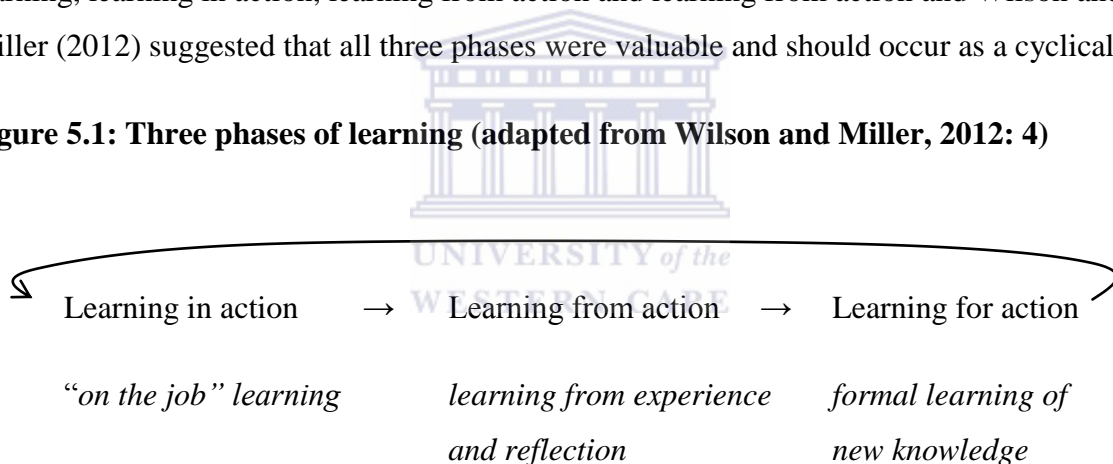 learning in action, learning from action and learning from action and Wilson and
(2012) suggested that all three phases were valuable and should occur as a cyclical
5.1: Three phases of learning (adapted from Wilson and Miller, 2012: 4)
UNIVERSITY of the
WESTERN CAPE
Learning in action → Learning from action → Learning for action
“on the job” learning learning from experience formal learning of
and reflection new knowledge